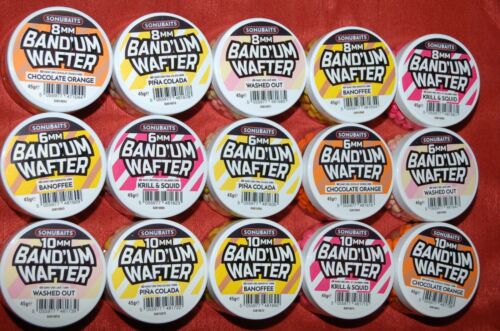 SONUBAITS
8MM
BAND'UM
WAFTER
CHOCOLATE ORANGE
45g
SONUBAITS
8MM
BAND'UM
WAFTER
PIÑA COLADA
45g
SONUBAITS
8MM
BAND'UM
WAFTER
WASHED OUT
45g
SONUBAITS
8MM
BAND'UM
WAFTER
BANOFFEE
45g
SONUBAITS
8MM
BAND'UM
WAFTER
KRILL & SQUID
45g
SONUBAITS
6MM
BAND'UM
WAFTER
BANOFFEE
45g
SONUBAITS
6MM
BAND'UM
WAFTER
KRILL & SQUID
45g
SONUBAITS
6MM
BAND'UM
WAFTER
PIÑA COLADA
45g
SONUBAITS
6MM
BAND'UM
WAFTER
CHOCOLATE ORANGE
45g
SONUBAITS
6MM
BAND'UM
WAFTER
WASHED OUT
45g
SONUBAITS
10MM
BAND'UM
WAFTER
WASHED OUT
45g
SONUBAITS
10MM
BAND'UM
WAFTER
PIÑA COLADA
45g
SONUBAITS
10MM
BAND'UM
WAFTER
BANOFFEE
45g
SONUBAITS
10MM
BAND'UM
WAFTER
KRILL & SQUID
45g
SONUBAITS
10MM
BAND'UM
WAFTER
CHOCOLATE ORANGE
45g